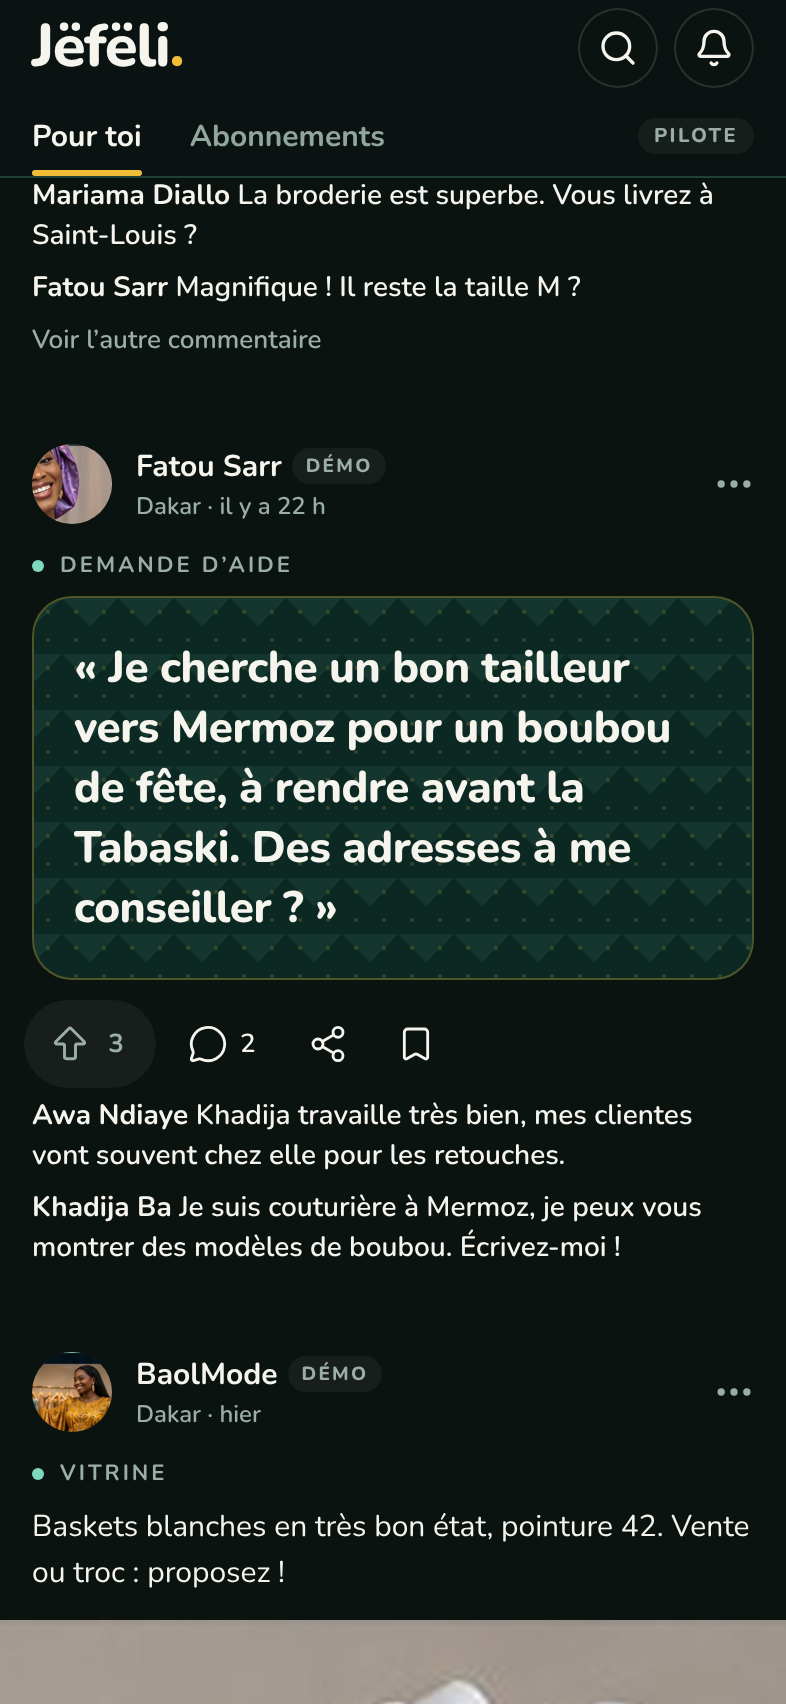 Jëfëli.
Pour toi
Abonnements
PILOTE
Mariama Diallo La broderie est superbe. Vous livrez à
Saint-Louis ?
Fatou Sarr Magnifique ! Il reste la taille M ?
Voir l’autre commentaire
Fatou Sarr DÉMO
Dakar · il y a 22 h
DEMANDE D’AIDE
« Je cherche un bon tailleur
vers Mermoz pour un boubou
de fête, à rendre avant la
Tabaski. Des adresses à me
conseiller ? »
3 2
Awa Ndiaye Khadija travaille très bien, mes clientes
vont souvent chez elle pour les retouches.
Khadija Ba Je suis couturière à Mermoz, je peux vous
montrer des modèles de boubou. Écrivez-moi !
BaolMode DÉMO
Dakar · hier
VITRINE
Baskets blanches en très bon état, pointure 42. Vente
ou troc : proposez !